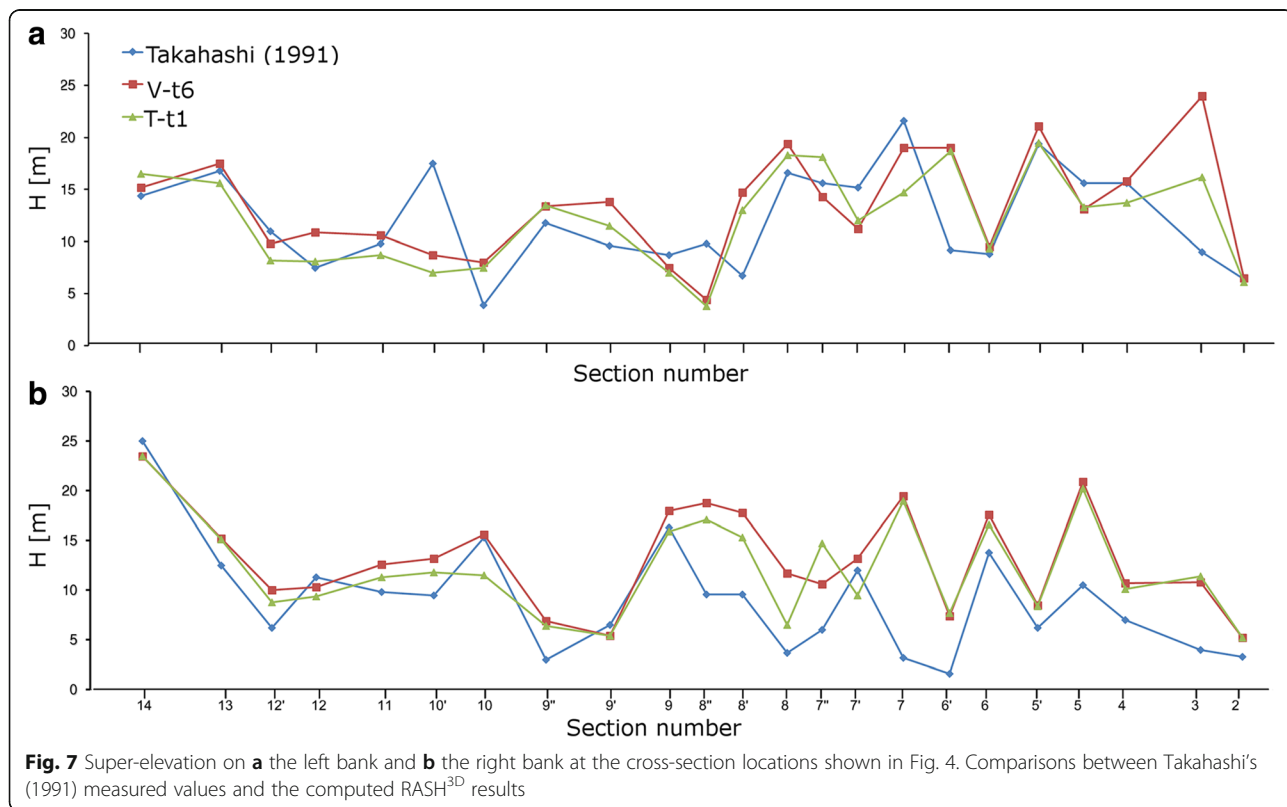 a
30
25
20
15
10
5
0
H [m]
Takahashi (1991)
V-t6
T-t1
Section number
b
30
25
20
15
10
5
0
H [m]
14 13 12' 12 11 10' 10 9" 9' 9 8" 8' 8 7" 7' 7 6' 6 5' 5 4 3 2
Section number
Fig. 7 Super-elevation on a the left bank and b the right bank at the cross-section locations shown in Fig. 4. Comparisons between Takahashi's
(1991) measured values and the computed RASH3D results